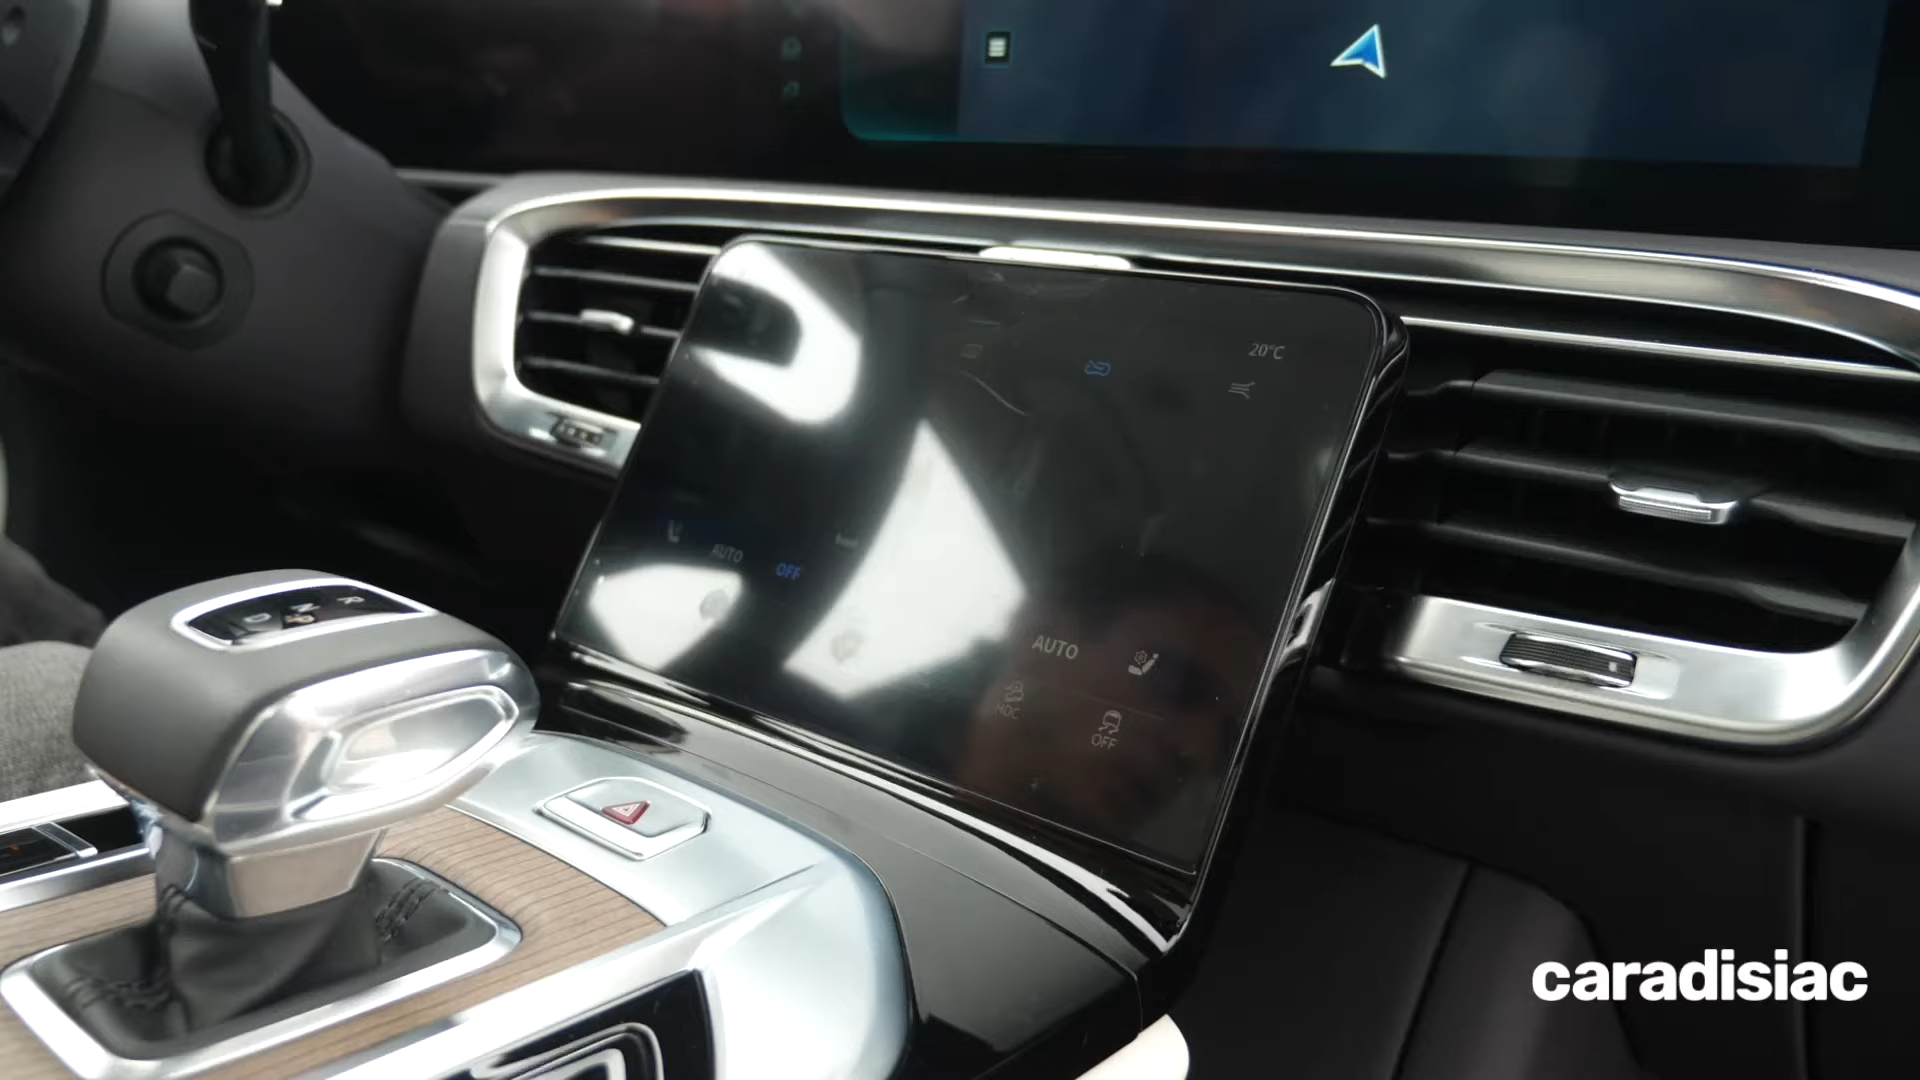 20°C
AUTO
OFF
AUTO
HDC
OFF
R
N
P
D
caradisiac